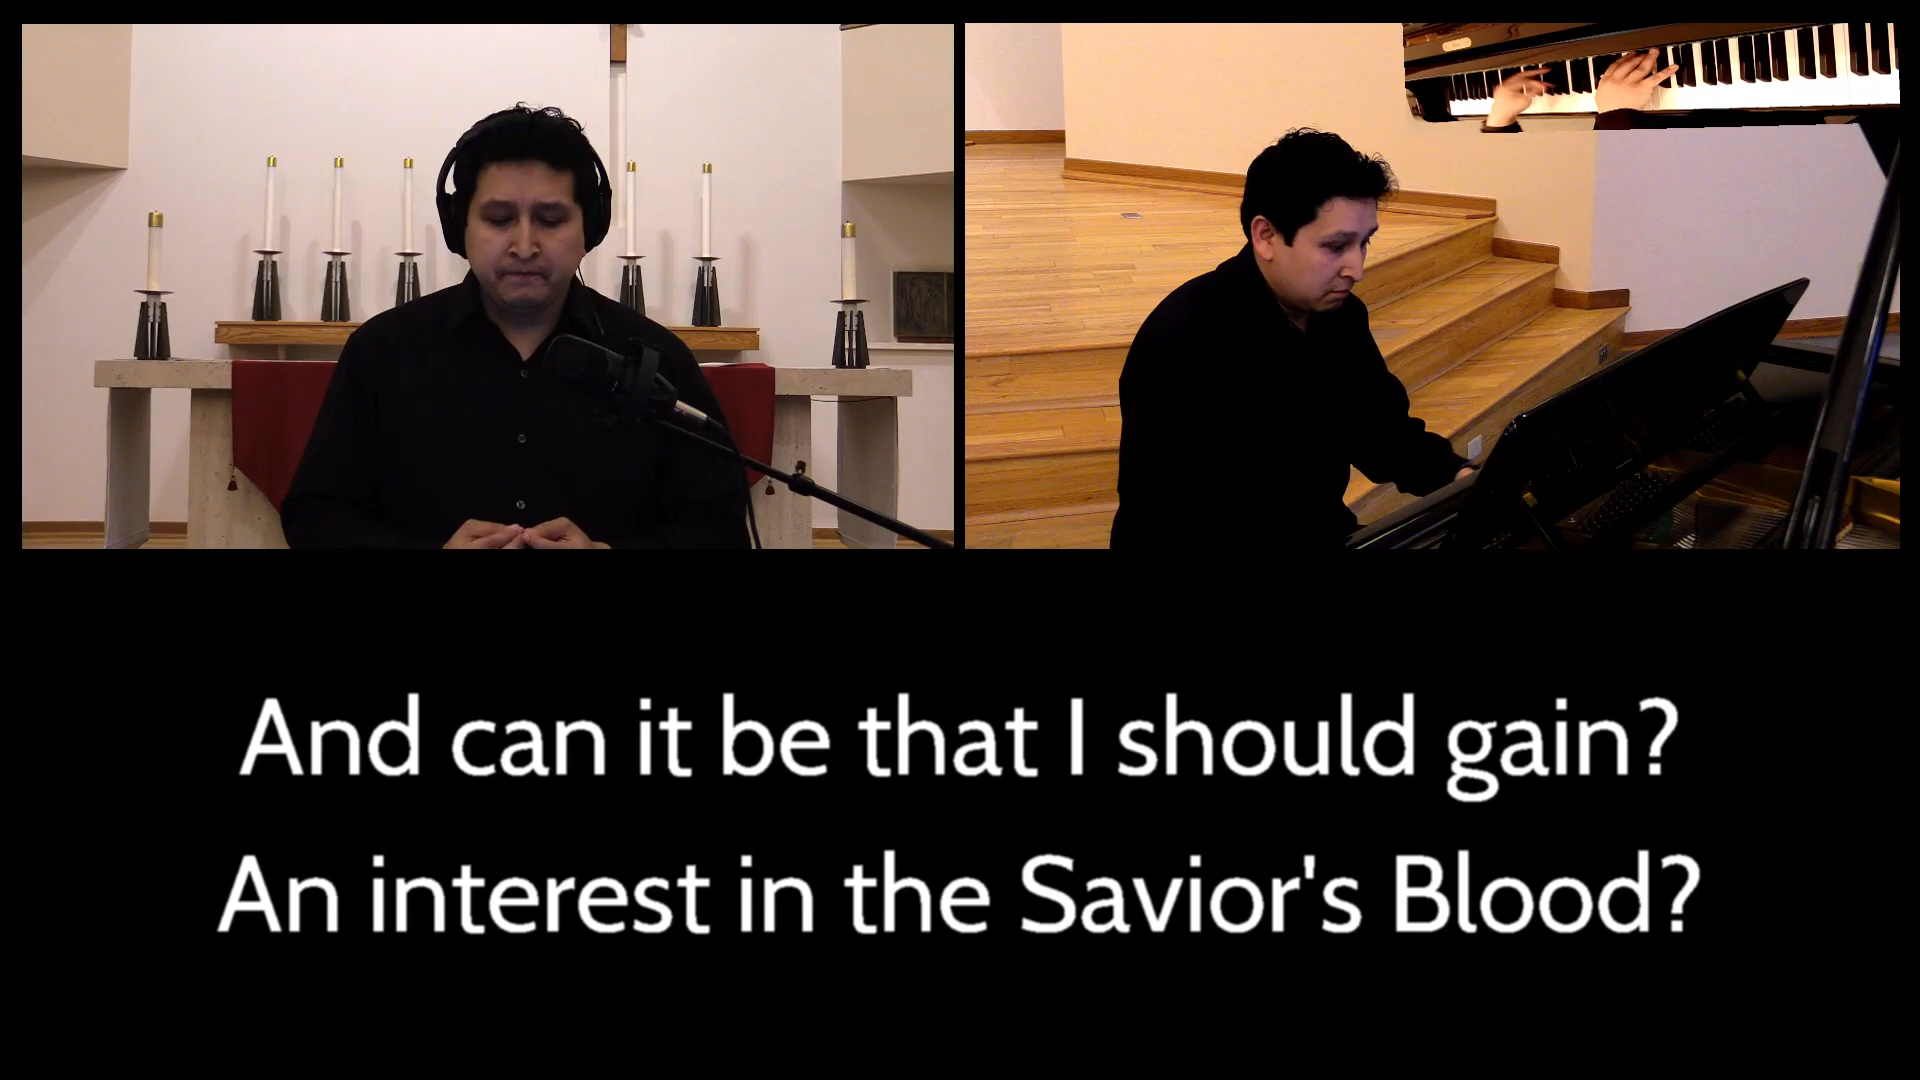 And can it be that I should gain?
An interest in the Savior's Blood?